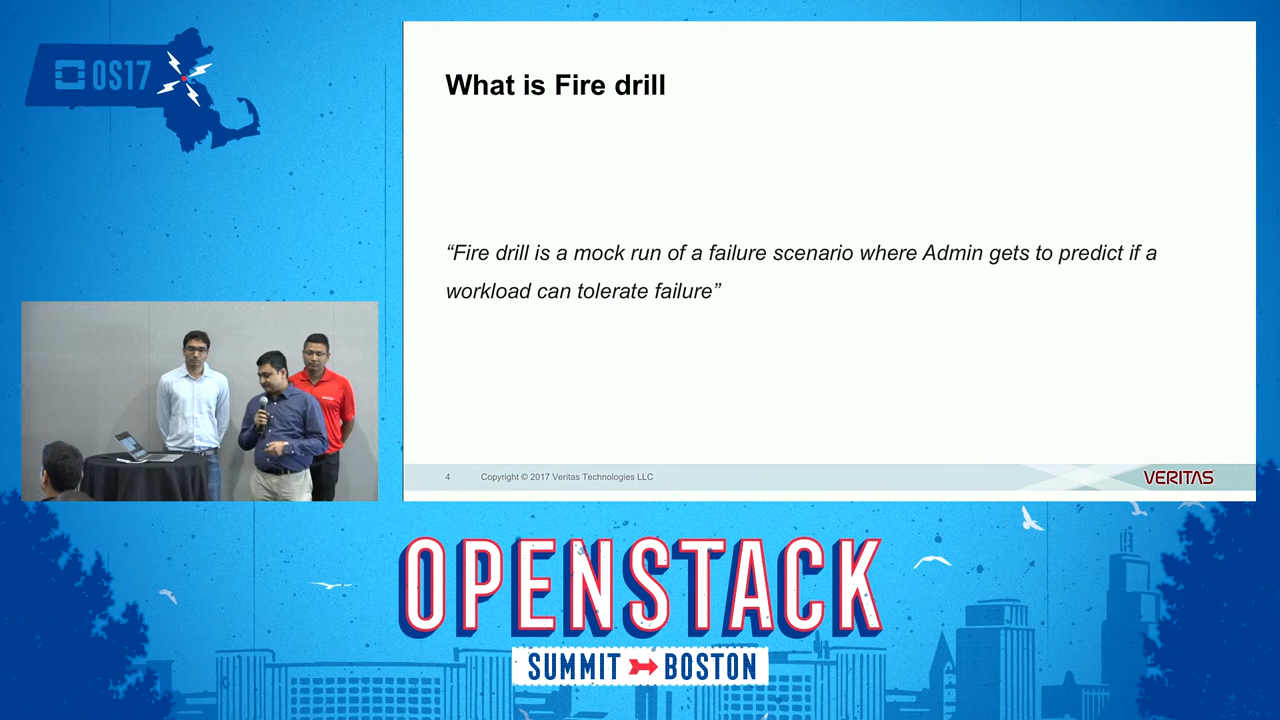 OS17
What is Fire drill
“Fire drill is a mock run of a failure scenario where Admin gets to predict if a
workload can tolerate failure”
4 Copyright © 2017 Veritas Technologies LLC
VERITAS
OPENSTACK
SUMMIT BOSTON